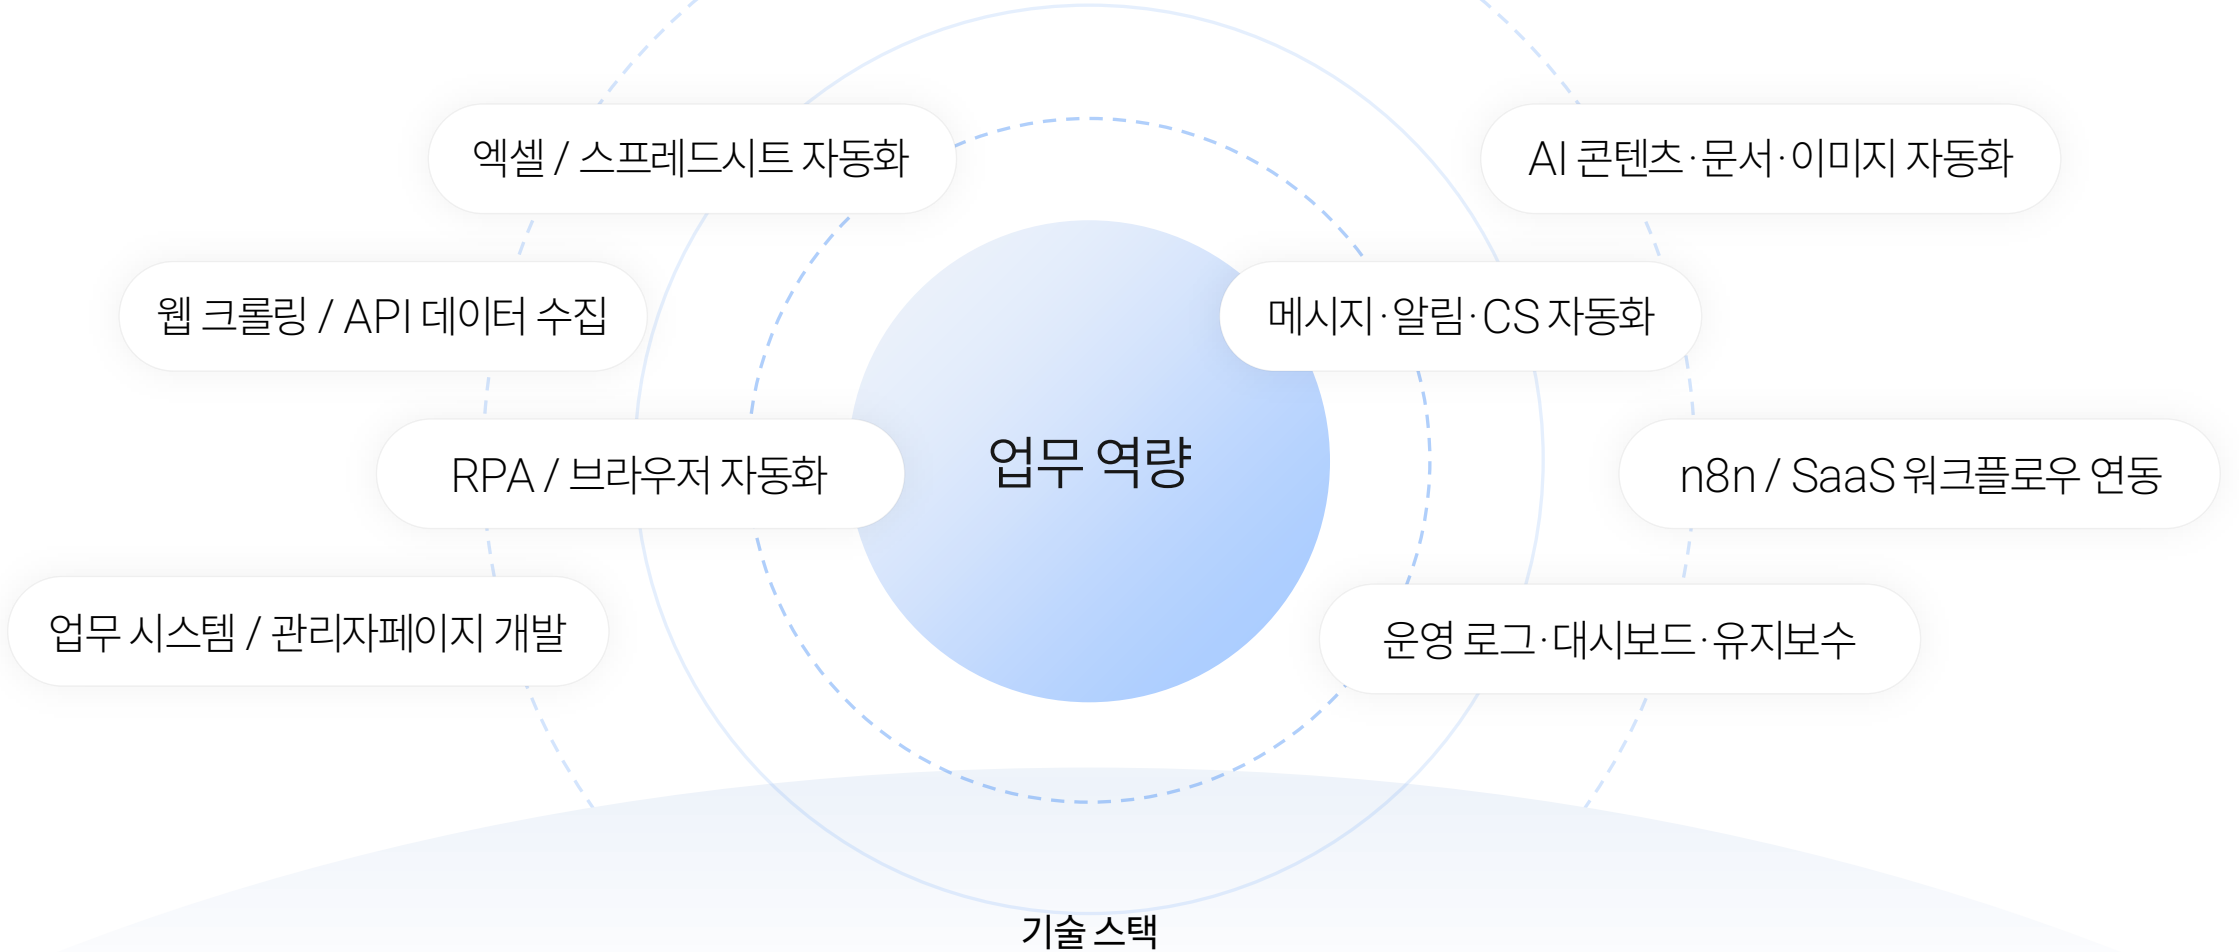 엑셀 / 스프레드시트 자동화
AI 콘텐츠·문서·이미지 자동화
웹 크롤링 / API 데이터 수집
메시지·알림·CS 자동화
RPA / 브라우저 자동화
업무 역량
n8n / SaaS 워크플로우 연동
업무 시스템 / 관리자페이지 개발
운영 로그·대시보드·유지보수
기술 스택